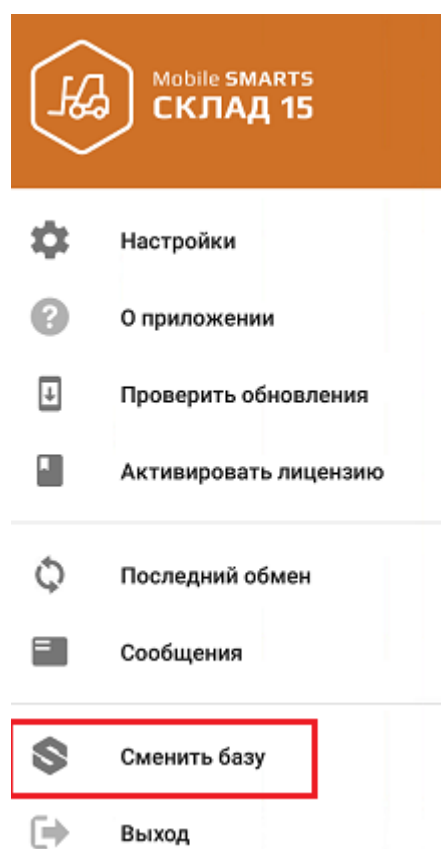 Mobile SMARTS
СКЛАД 15
Настройки
О приложении
Проверить обновления
Активировать лицензию
Последний обмен
Сообщения
Сменить базу
Выход